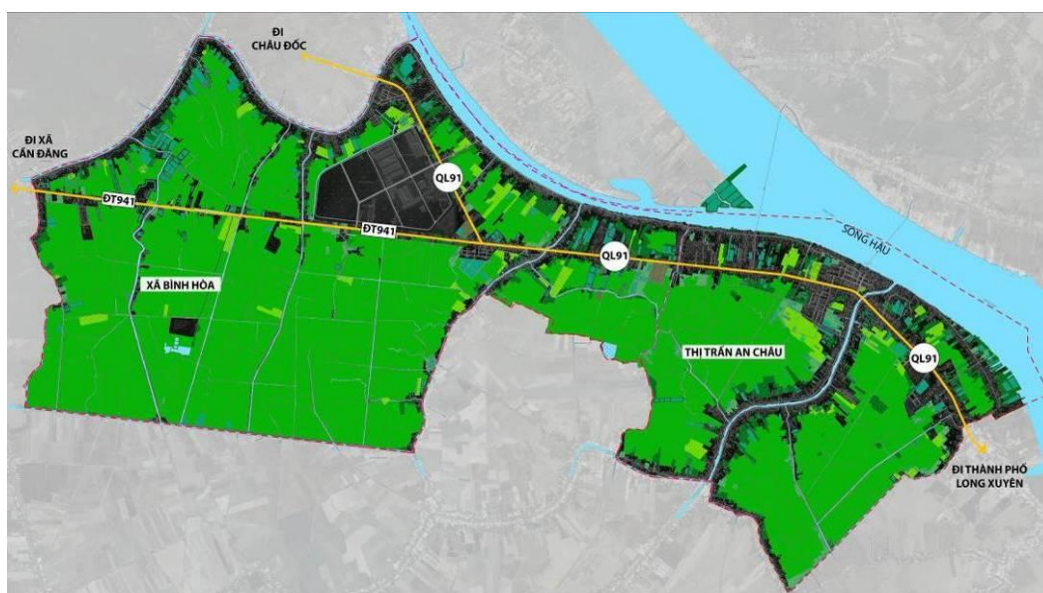 ĐI
CHÂU ĐỐC
ĐI XÃ
CẦN ĐĂNG
QL91
ĐT941
ĐT941
QL91
SÔNG HẬU
XÃ BÌNH HÒA
THỊ TRẤN AN CHÂU
QL91
ĐI THÀNH PHỐ
LONG XUYÊN